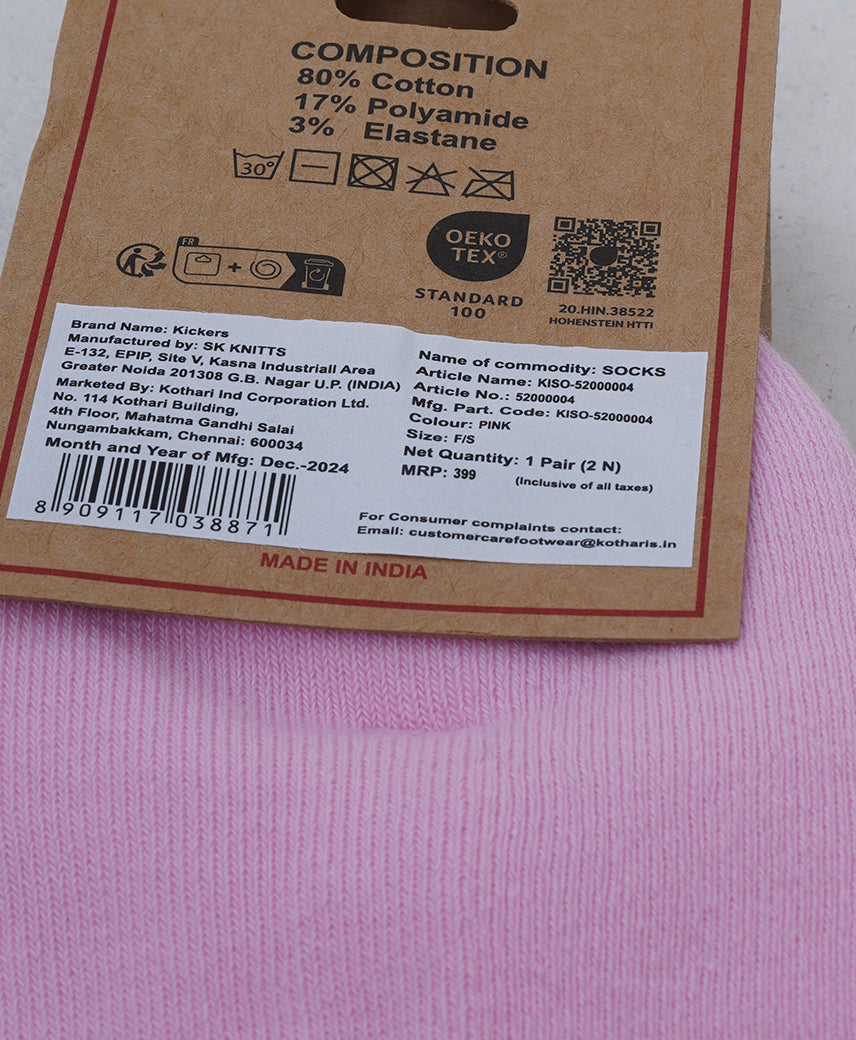 COMPOSITION
80% Cotton
17% Polyamide
3% Elastane
30°
FR
+
OEKO
TEX®
STANDARD
100
20.HIN.38522
HOHENSTEIN HTTI
Brand Name: Kickers
Manufactured by: SK KNITTS
E-132, EPIP, Site V, Kasna Industriall Area
Greater Noida 201308 G.B. Nagar U.P. (INDIA)
Marketed By: Kothari Ind Corporation Ltd.
No. 114 Kothari Building,
4th Floor, Mahatma Gandhi Salai
Nungambakkam, Chennai: 600034
Month and Year of Mfg: Dec.-2024
8 909117 038871
Name of commodity: SOCKS
Article Name: KISO-52000004
Article No.: 52000004
Mfg. Part. Code: KISO-52000004
Colour: PINK
Size: F/S
Net Quantity: 1 Pair (2 N)
MRP: 399 (Inclusive of all taxes)
For Consumer complaints contact:
Email: customercarefootwear@kotharis.in
MADE IN INDIA